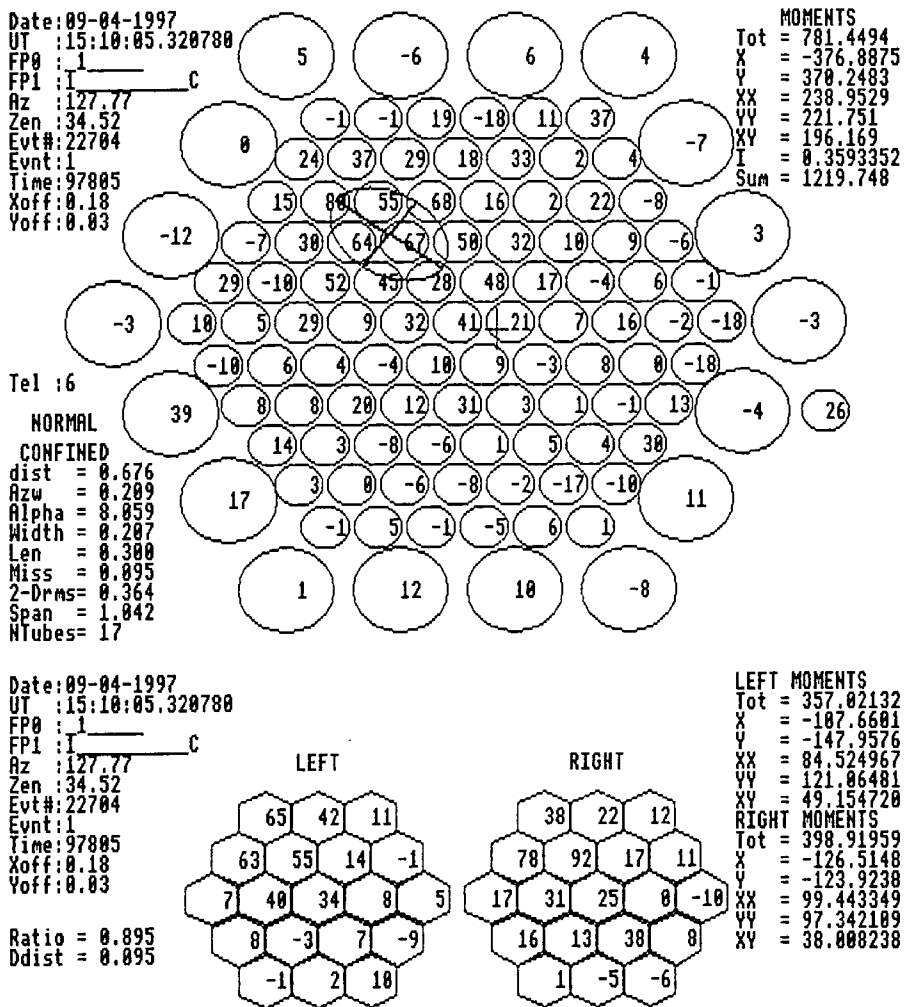 Date:09-04-1997
UT :15:10:05.320780
FP0 :_1_____
FP1 :I__________C
Az :127.77
Zen :34.52
Evt#:22704
Evnt:1
Time:97805
Xoff:0.18
Yoff:0.03
MOMENTS
Tot = 781.4494
X = -376.8875
Y = 370.2483
XX = 238.9529
YY = 221.751
XY = 196.169
I = 0.3593352
Sum = 1219.748
5 -6 6 4
-1 -1 19 -18 11 37
0 -7
24 37 29 18 33 2 4
15 80 55 68 16 2 22 -8
-12 -7 30 64 67 50 32 10 9 -6 3
29 -10 52 45 28 48 17 -4 6 -1
-3 10 5 29 9 32 41 21 7 16 -2 -18 -3
-10 6 4 -4 10 9 -3 8 0 -18
39 8 8 20 12 31 3 1 -1 13 -4 26
14 3 -8 -6 1 5 4 30
17 3 0 -6 -8 -2 -17 -10 11
-1 5 -1 -5 6 1
1 12 10 -8
Tel :6
NORMAL
CONFINED
dist = 0.676
Azw = 0.209
Alpha = 8.059
Width = 0.207
Len = 0.300
Miss = 0.095
2-Drms= 0.364
Span = 1.042
NTubes= 17
Date:09-04-1997
UT :15:10:05.320780
FP0 :_1_____
FP1 :I__________C
Az :127.77
Zen :34.52
Evt#:22704
Evnt:1
Time:97805
Xoff:0.18
Yoff:0.03
Ratio = 0.895
Ddist = 0.095
LEFT
65 42 11
63 55 14 -1
7 40 34 8 5
8 -3 7 -9
-1 2 10
RIGHT
38 22 12
78 92 17 11
17 31 25 0 -10
16 13 38 8
1 -5 -6
LEFT MOMENTS
Tot = 357.02132
X = -107.6601
Y = -147.9576
XX = 84.524967
YY = 121.06481
XY = 49.154720
RIGHT MOMENTS
Tot = 398.91959
X = -126.5148
Y = -123.9238
XX = 99.443349
YY = 97.342109
XY = 38.008238